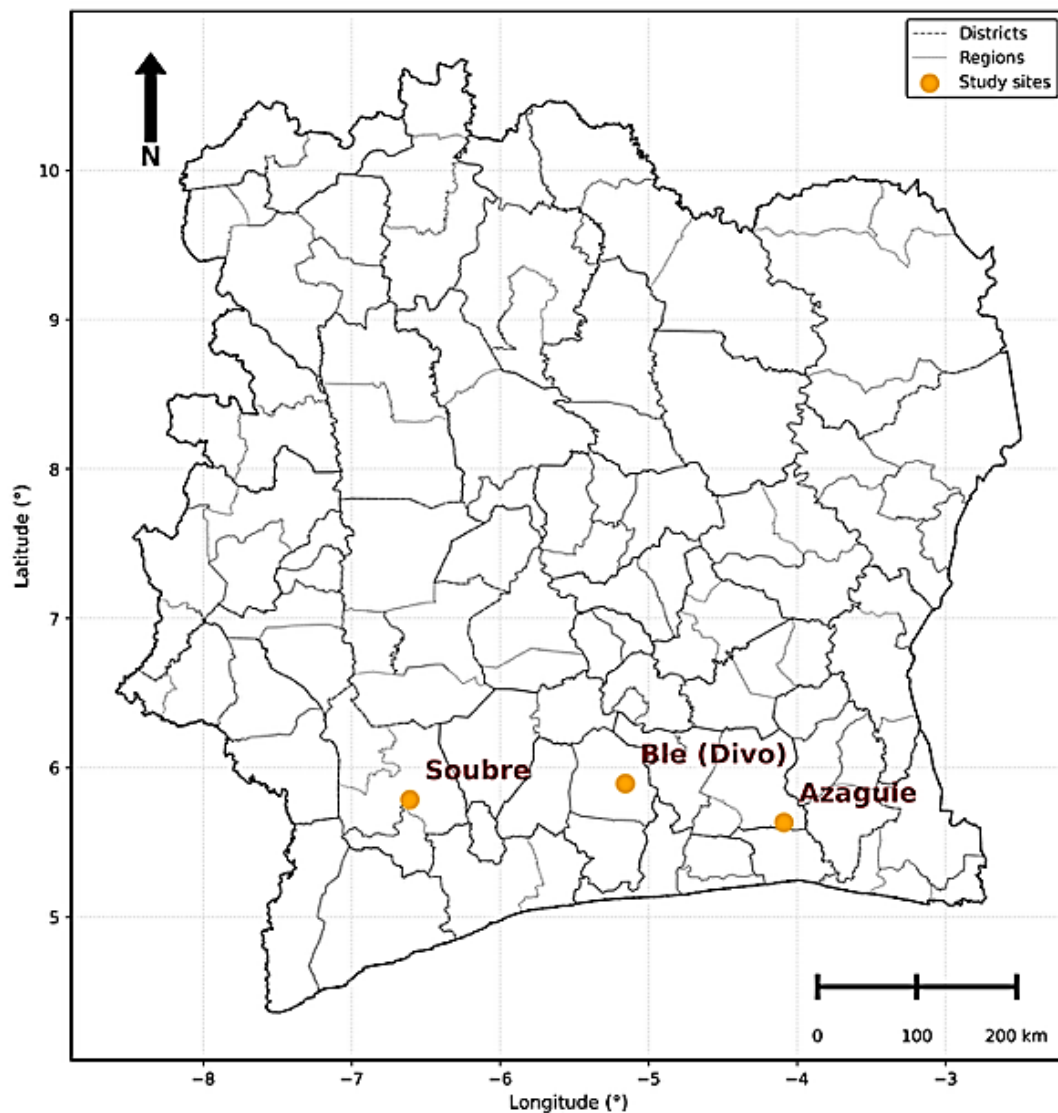 Districts
Regions
Study sites
N
10
9
8
7
6
5
Latitude (°)
Soubre
Ble (Divo)
Azaguie
0 100 200 km
−8 −7 −6 −5 −4 −3
Longitude (°)